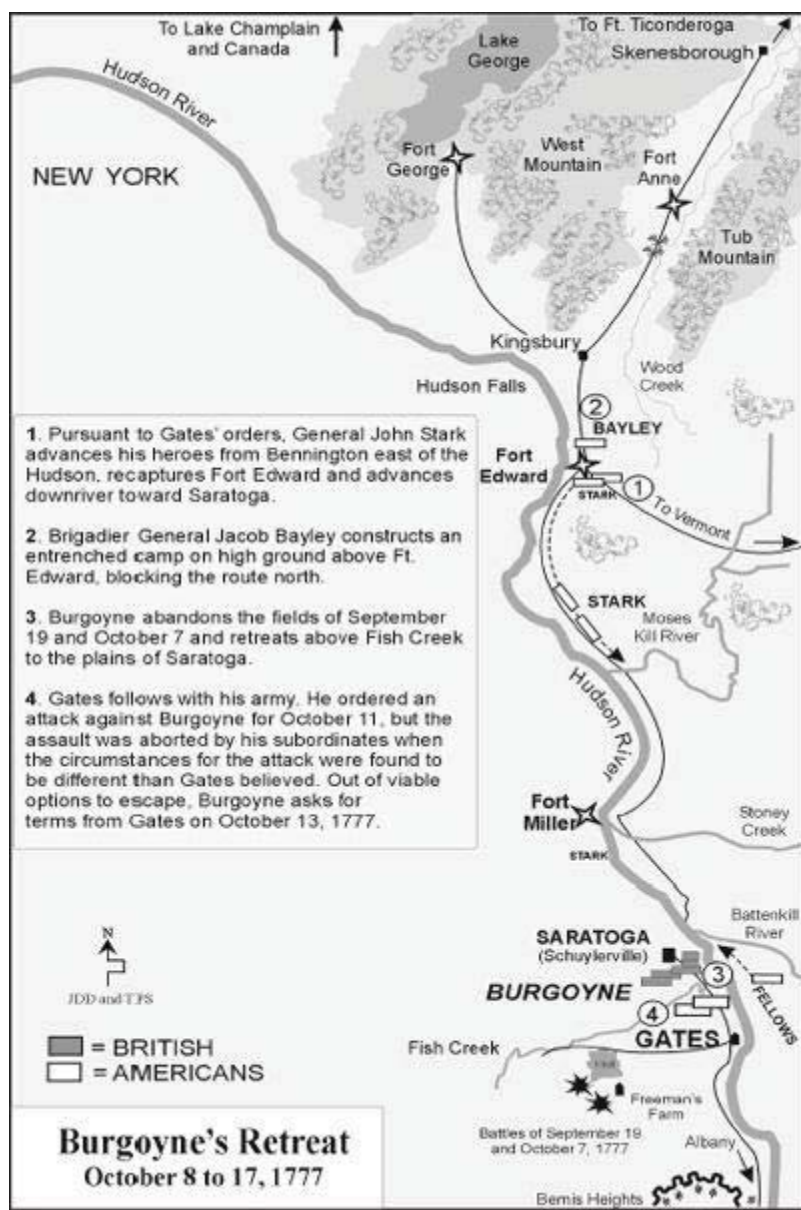 To Lake Champlain
and Canada
To Ft. Ticonderoga
Skenesborough
Lake
George
Hudson River
NEW YORK
Fort
George
West
Mountain
Fort
Anne
Tub
Mountain
Kingsbury
Hudson Falls
Wood
Creek
2
BAYLEY
Fort
Edward
STARK
1
To Vermont
1. Pursuant to Gates' orders, General John Stark
advances his heroes from Bennington east of the
Hudson, recaptures Fort Edward and advances
downriver toward Saratoga.
2. Brigadier General Jacob Bayley constructs an
entrenched camp on high ground above Ft.
Edward, blocking the route north.
3. Burgoyne abandons the fields of September
19 and October 7 and retreats above Fish Creek
to the plains of Saratoga.
4. Gates follows with his army. He ordered an
attack against Burgoyne for October 11, but the
assault was aborted by his subordinates when
the circumstances for the attack were found to
be different than Gates believed. Out of viable
options to escape, Burgoyne asks for
terms from Gates on October 13, 1777.
STARK
Moses
Kill River
Hudson River
Fort
Miller
STARK
Stoney
Creek
Battenkill
River
SARATOGA
(Schuylerville)
BURGOYNE
3
FELLOWS
4
GATES
Fish Creek
N
JDD and TPS
= BRITISH
= AMERICANS
Freeman's
Farm
Battles of September 19
and October 7, 1777
Albany
Bemis Heights
Burgoyne's Retreat
October 8 to 17, 1777